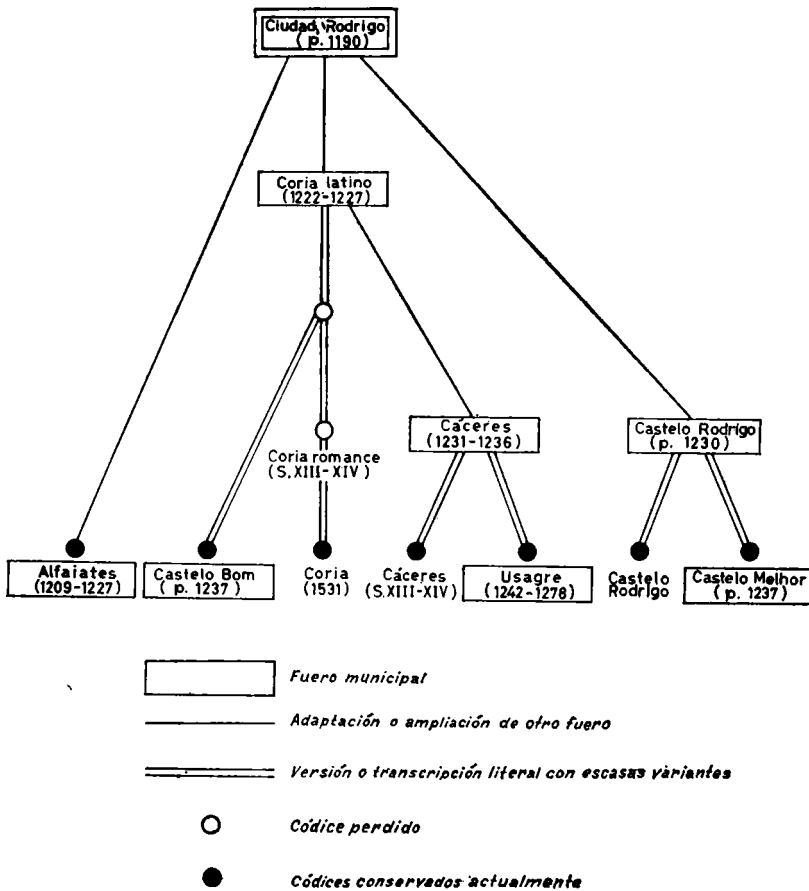 Ciudad Rodrigo
(p. 1190)
Coria latino
(1222-1227)
Coria romance
(S. XIII-XIV)
Cáceres
(1231-1236)
Castelo Rodrigo
(p. 1230)
Alfaiates
(1209-1227)
Castelo Bom
(p. 1237)
Coria
(1531)
Cáceres
(S. XIII-XIV)
Usagre
(1242-1278)
Castelo
Rodrigo
Castelo Melhor
(p. 1237)
Fuero municipal
Adaptación o ampliación de otro fuero
Versión o transcripción literal con escasas variantes
Códice perdido
Códices conservados actualmente